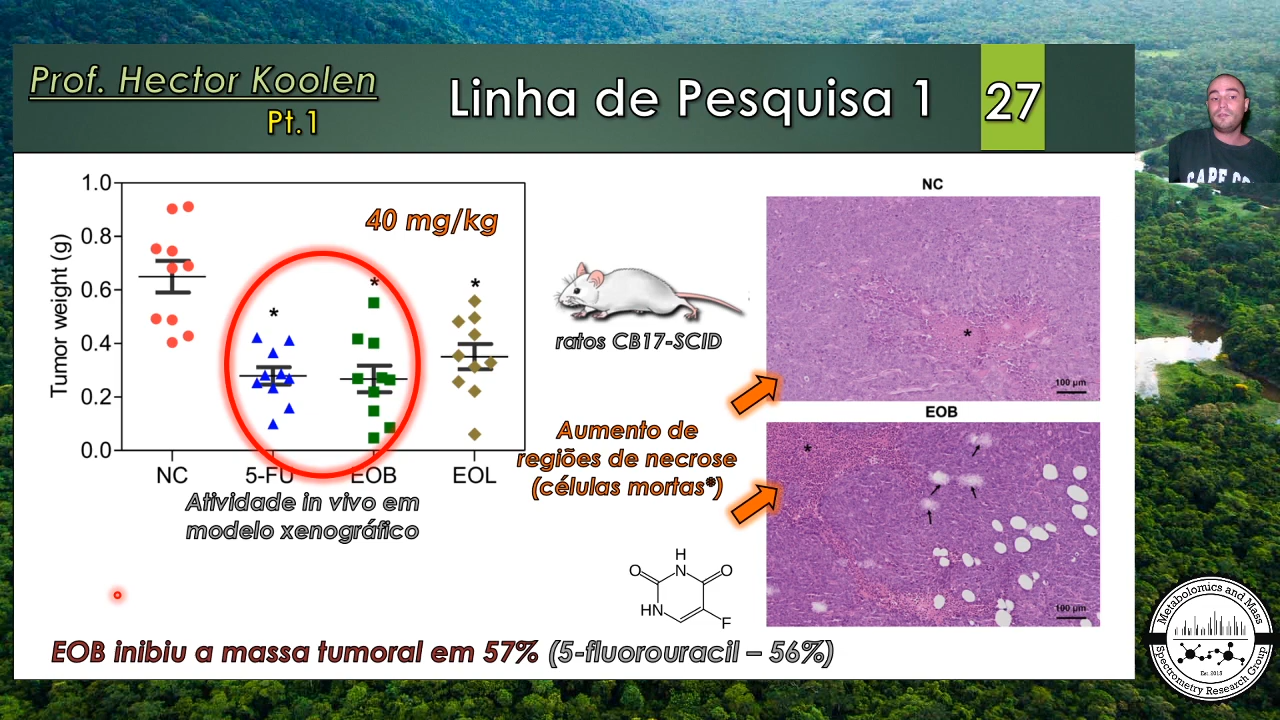 Prof. Hector Koolen
Pt.1
Linha de Pesquisa 1
27
1.0
0.8
0.6
0.4
0.2
0.0
Tumor weight (g)
40 mg/kg
*
*
*
NC
5-FU
EOB
EOL
Atividade in vivo em
modelo xenográfico
ratos CB17-SCID
Aumento de
regiões de necrose
(células mortas*)
NC
*
100 µm
EOB
*
100 µm
H
N
O
O
HN
F
EOB inibiu a massa tumoral em 57% (5-fluorouracil – 56%)
Metabolomics and Mass
Spectrometry Research Group
Est 2015